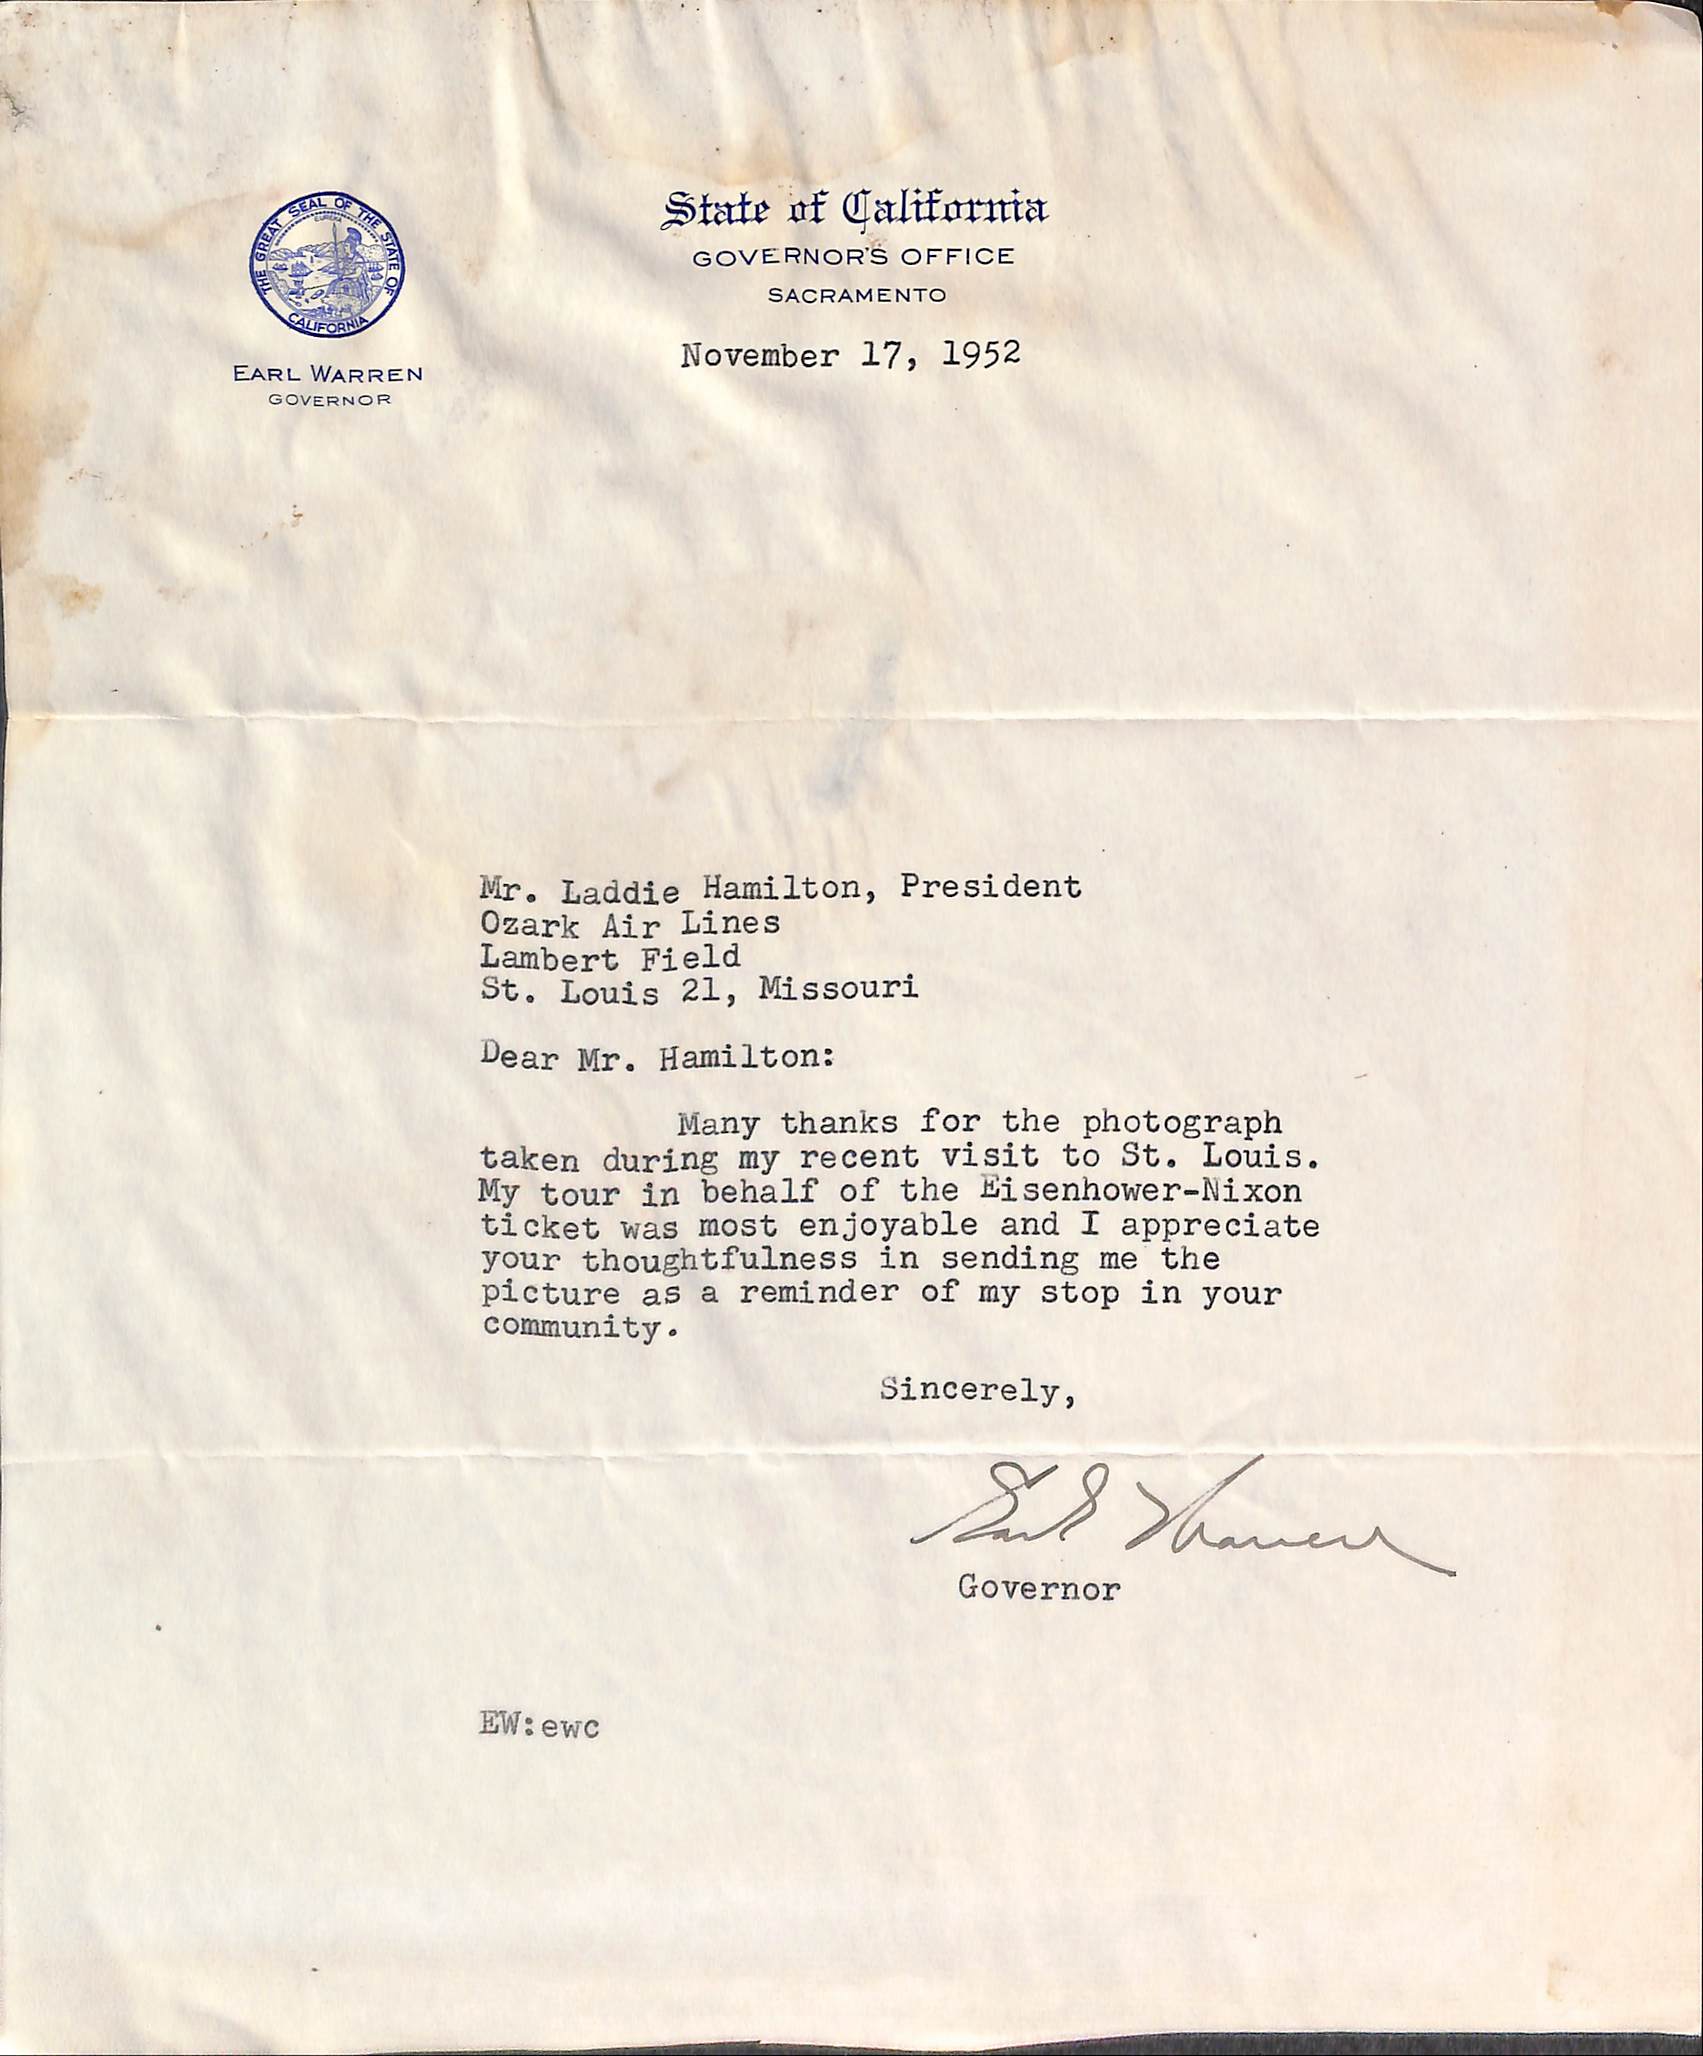 THE GREAT SEAL OF THE STATE OF CALIFORNIA
EUREKA
EARL WARREN
GOVERNOR
State of California
GOVERNOR'S OFFICE
SACRAMENTO
November 17, 1952
Mr. Laddie Hamilton, President
Ozark Air Lines
Lambert Field
St. Louis 21, Missouri
Dear Mr. Hamilton:
Many thanks for the photograph
taken during my recent visit to St. Louis.
My tour in behalf of the Eisenhower-Nixon
ticket was most enjoyable and I appreciate
your thoughtfulness in sending me the
picture as a reminder of my stop in your
community.
Sincerely,
Earl Warren
Governor
EW:ewc